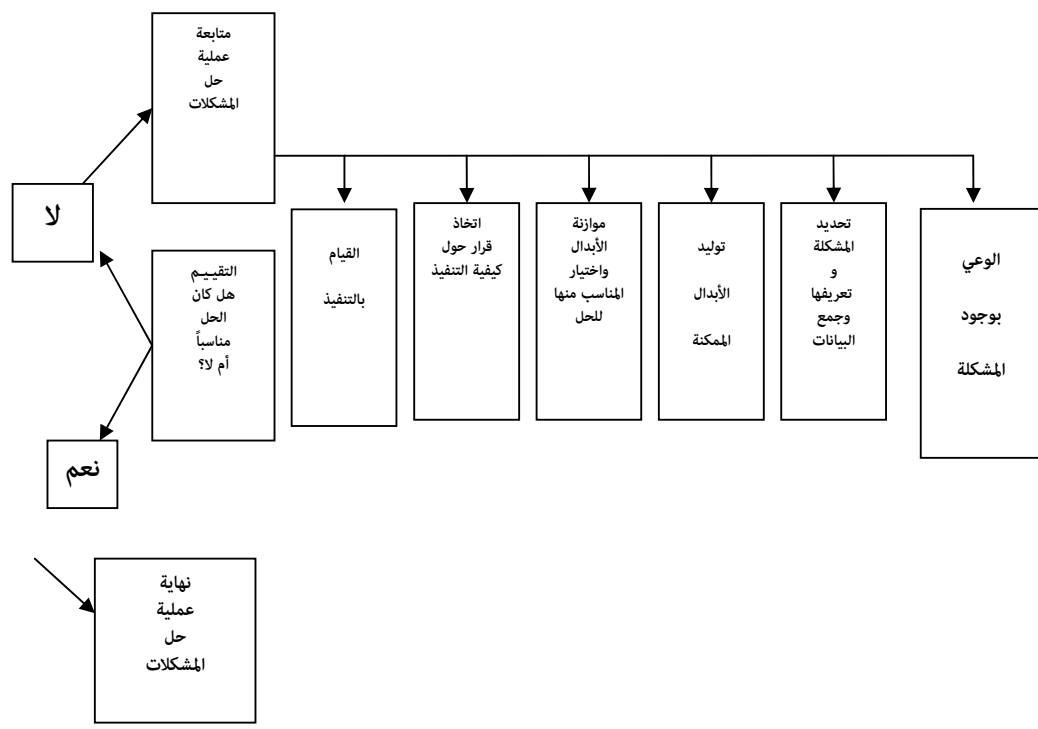 متابعة
عملية
حل
المشكلات
لا
الوعي
بوجود
المشكلة
تحديد
المشكلة
و
تعريفها
وجمع
البيانات
توليد
الأبدال
الممكنة
موازنة
الأبدال
واختيار
المناسب منها
للحل
اتخاذ
قرار حول
كيفية التنفيذ
القيام
بالتنفيذ
التقييـم
هل كان
الحل
مناسباً
أم لا؟
نعم
نهاية
عملية
حل
المشكلات